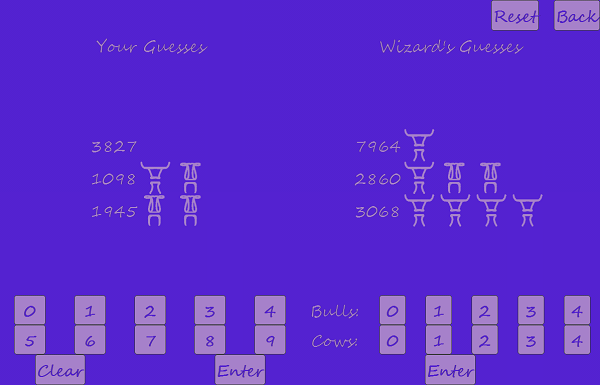 Reset Back
Your Guesses Wizard's Guesses
3827 7964
1098 2860
1945 3068
0 1 2 3 4 Bulls: 0 1 2 3 4
5 6 7 8 9 Cows: 0 1 2 3 4
Clear Enter Enter